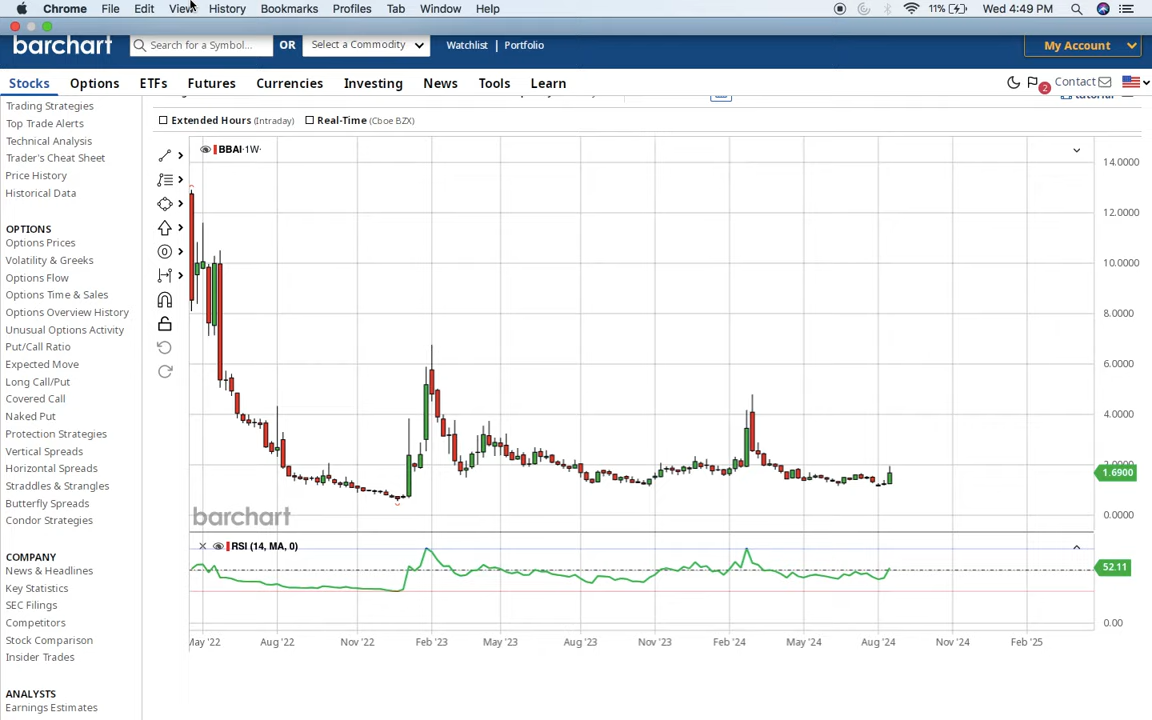 Chrome File Edit View History Bookmarks Profiles Tab Window Help 11% Wed 4:49 PM
barchart Search for a Symbol... OR Select a Commodity Watchlist | Portfolio My Account
Stocks Options ETFs Futures Currencies Investing News Tools Learn 2 Contact
tutorial
Trading Strategies
Top Trade Alerts
Technical Analysis
Trader's Cheat Sheet
Price History
Historical Data
OPTIONS
Options Prices
Volatility & Greeks
Options Flow
Options Time & Sales
Options Overview History
Unusual Options Activity
Put/Call Ratio
Expected Move
Long Call/Put
Covered Call
Naked Put
Protection Strategies
Vertical Spreads
Horizontal Spreads
Straddles & Strangles
Butterfly Spreads
Condor Strategies
COMPANY
News & Headlines
Key Statistics
SEC Filings
Competitors
Stock Comparison
Insider Trades
ANALYSTS
Earnings Estimates
Extended Hours (Intraday) Real-Time (Cboe BZX)
BBAI·1W·
14.0000
12.0000
10.0000
8.0000
6.0000
4.0000
2.0000
1.6900
0.0000
barchart
RSI (14, MA, 0)
52.11
0.00
May '22 Aug '22 Nov '22 Feb '23 May '23 Aug '23 Nov '23 Feb '24 May '24 Aug '24 Nov '24 Feb '25